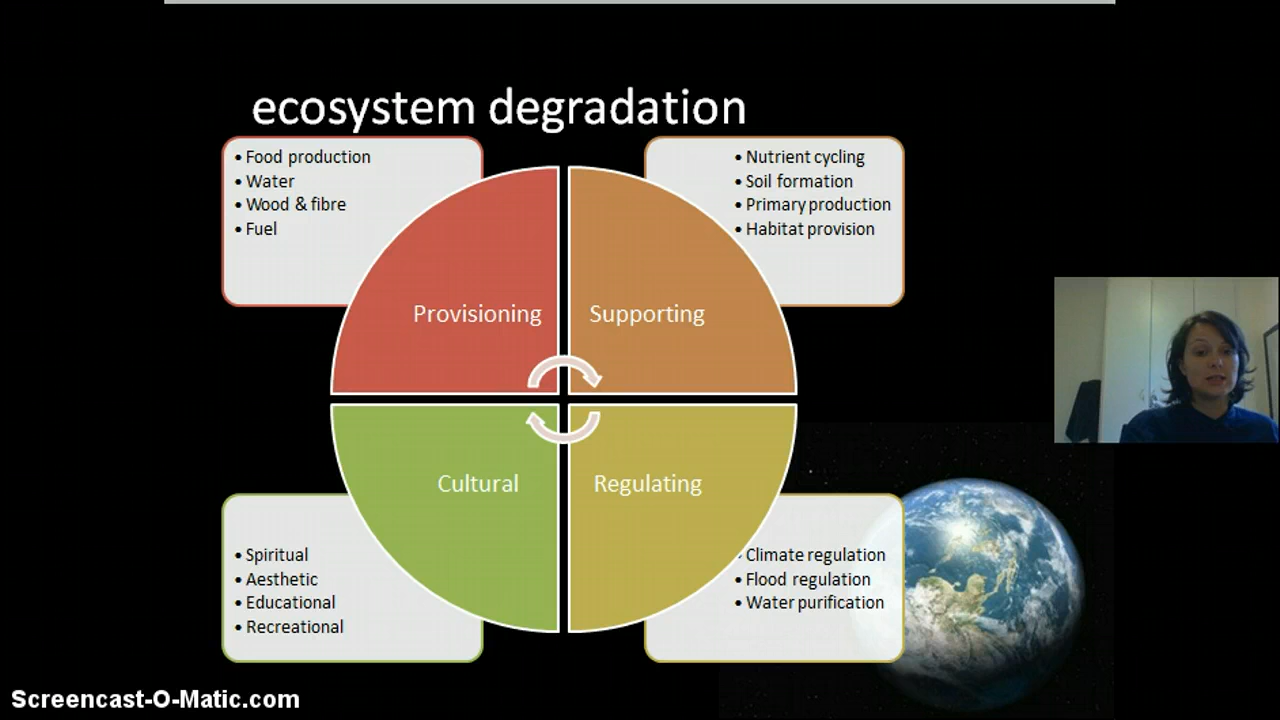 ecosystem degradation
• Food production
• Water
• Wood & fibre
• Fuel
• Nutrient cycling
• Soil formation
• Primary production
• Habitat provision
Provisioning
Supporting
Cultural
Regulating
• Spiritual
• Aesthetic
• Educational
• Recreational
• Climate regulation
• Flood regulation
• Water purification
Screencast-O-Matic.com